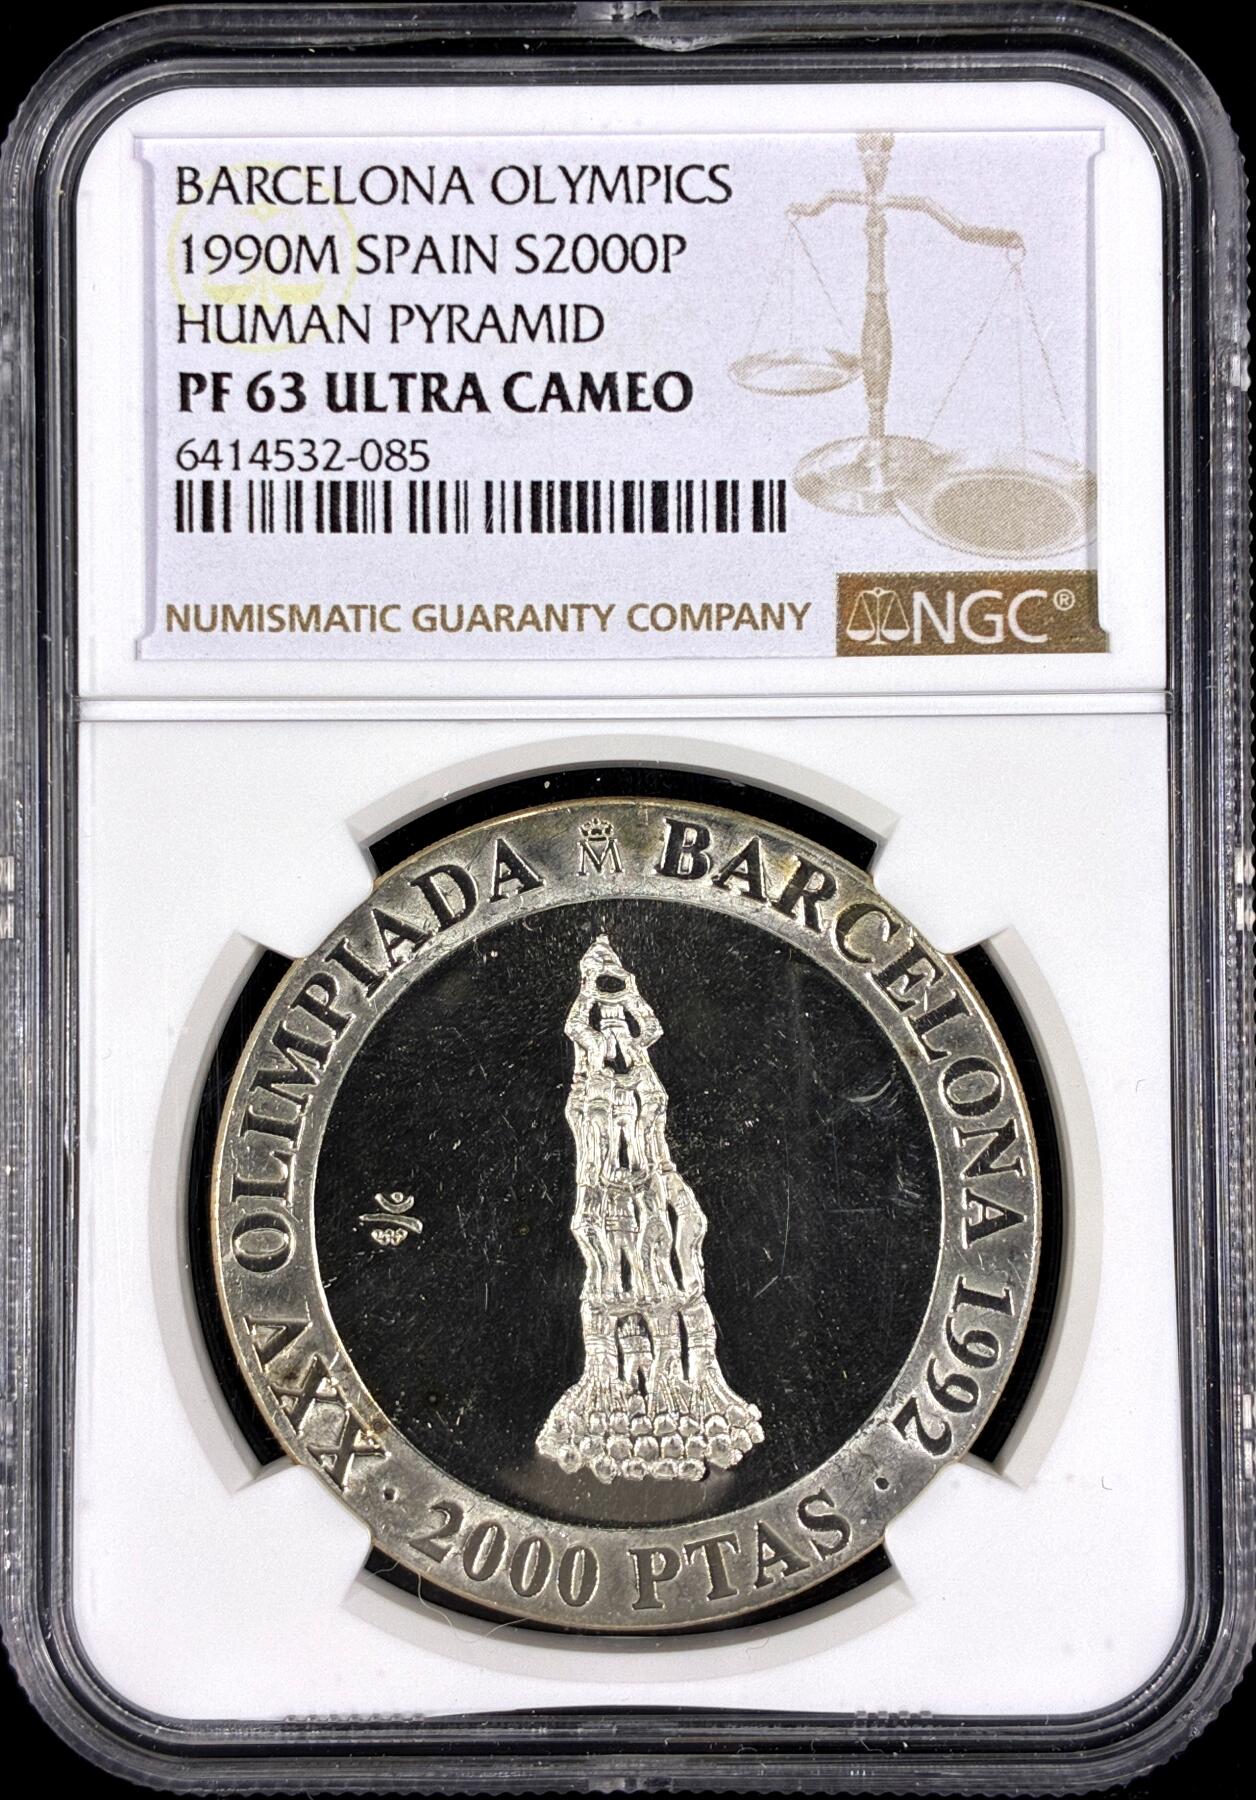 BARCELONA OLYMPICS
1990M SPAIN S2000P
HUMAN PYRAMID
PF 63 ULTRA CAMEO
6414532-085
NUMISMATIC GUARANTY COMPANY
NGC®
XXV OLIMPIADA M BARCELONA 1992
· 2000 PTAS ·